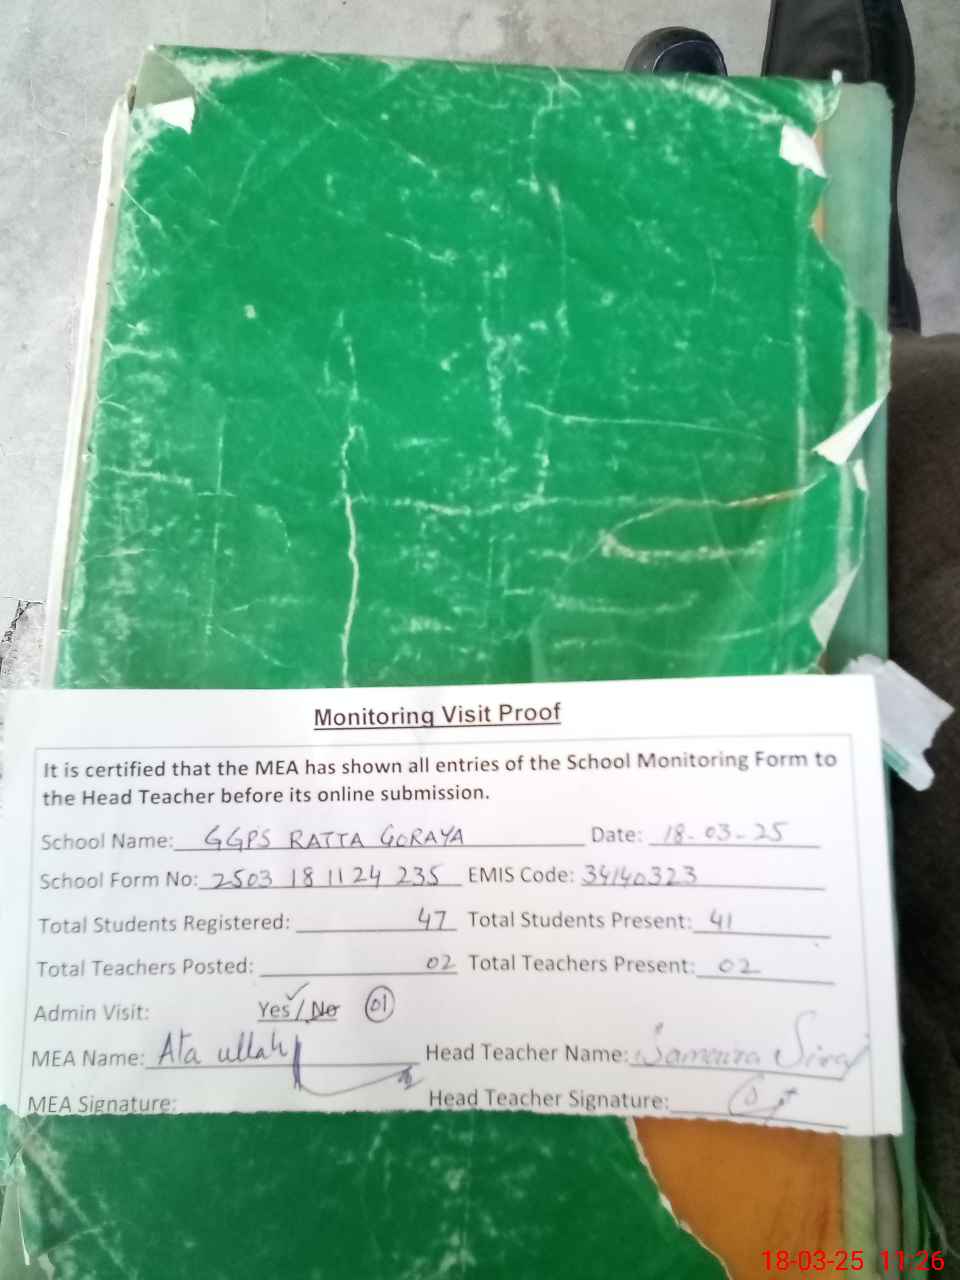 Monitoring Visit Proof
It is certified that the MEA has shown all entries of the School Monitoring Form to
the Head Teacher before its online submission.
School Name: GGPS RATTA GORAYA Date: 18-03-25
School Form No: 2503 18 11 24 235 EMIS Code: 34140323
Total Students Registered: 47 Total Students Present: 41
Total Teachers Posted: 02 Total Teachers Present: 02
Admin Visit: Yes/No 01
MEA Name: Ata ullah Head Teacher Name:
MEA Signature: Head Teacher Signature:
18-03-25 11:26